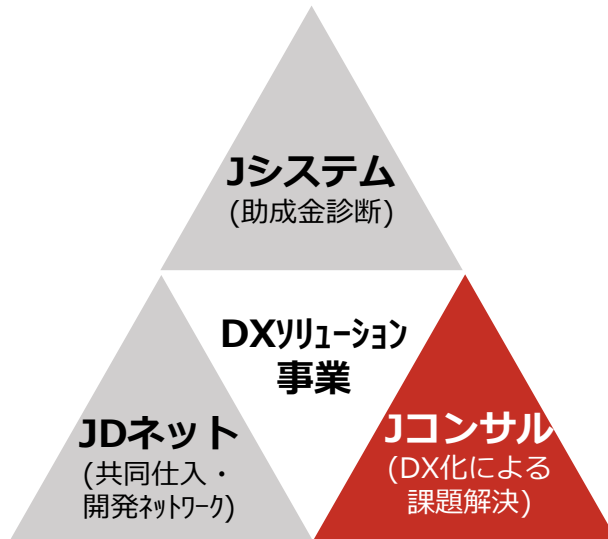 Jシステム
(助成金診断)
DXｿﾘｭｰｼｮﾝ
事業
JDネット
(共同仕入・
開発ﾈｯﾄﾜｰｸ)
Jコンサル
(DX化による
課題解決)